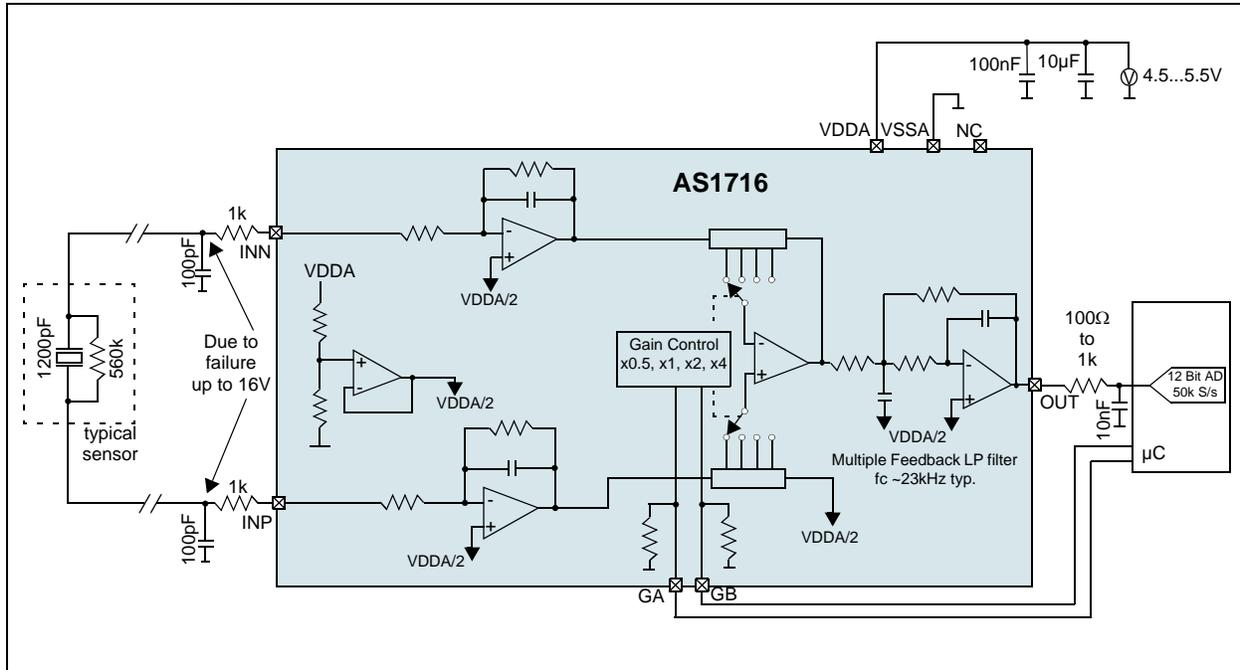 100nF
10µF
4.5...5.5V
V
VDDA
VSSA
NC
AS1716
1k
INN
100pF
VDDA
VDDA/2
-
+
1200pF
560k
Due to
failure
up to 16V
typical
sensor
+
-
VDDA/2
Gain Control
x0.5, x1, x2, x4
-
+
-
+
VDDA/2
Multiple Feedback LP filter
fc ~23kHz typ.
100Ω
to
1k
OUT
10nF
12 Bit AD
50k S/s
µC
1k
INP
100pF
-
+
VDDA/2
VDDA/2
GA
GB